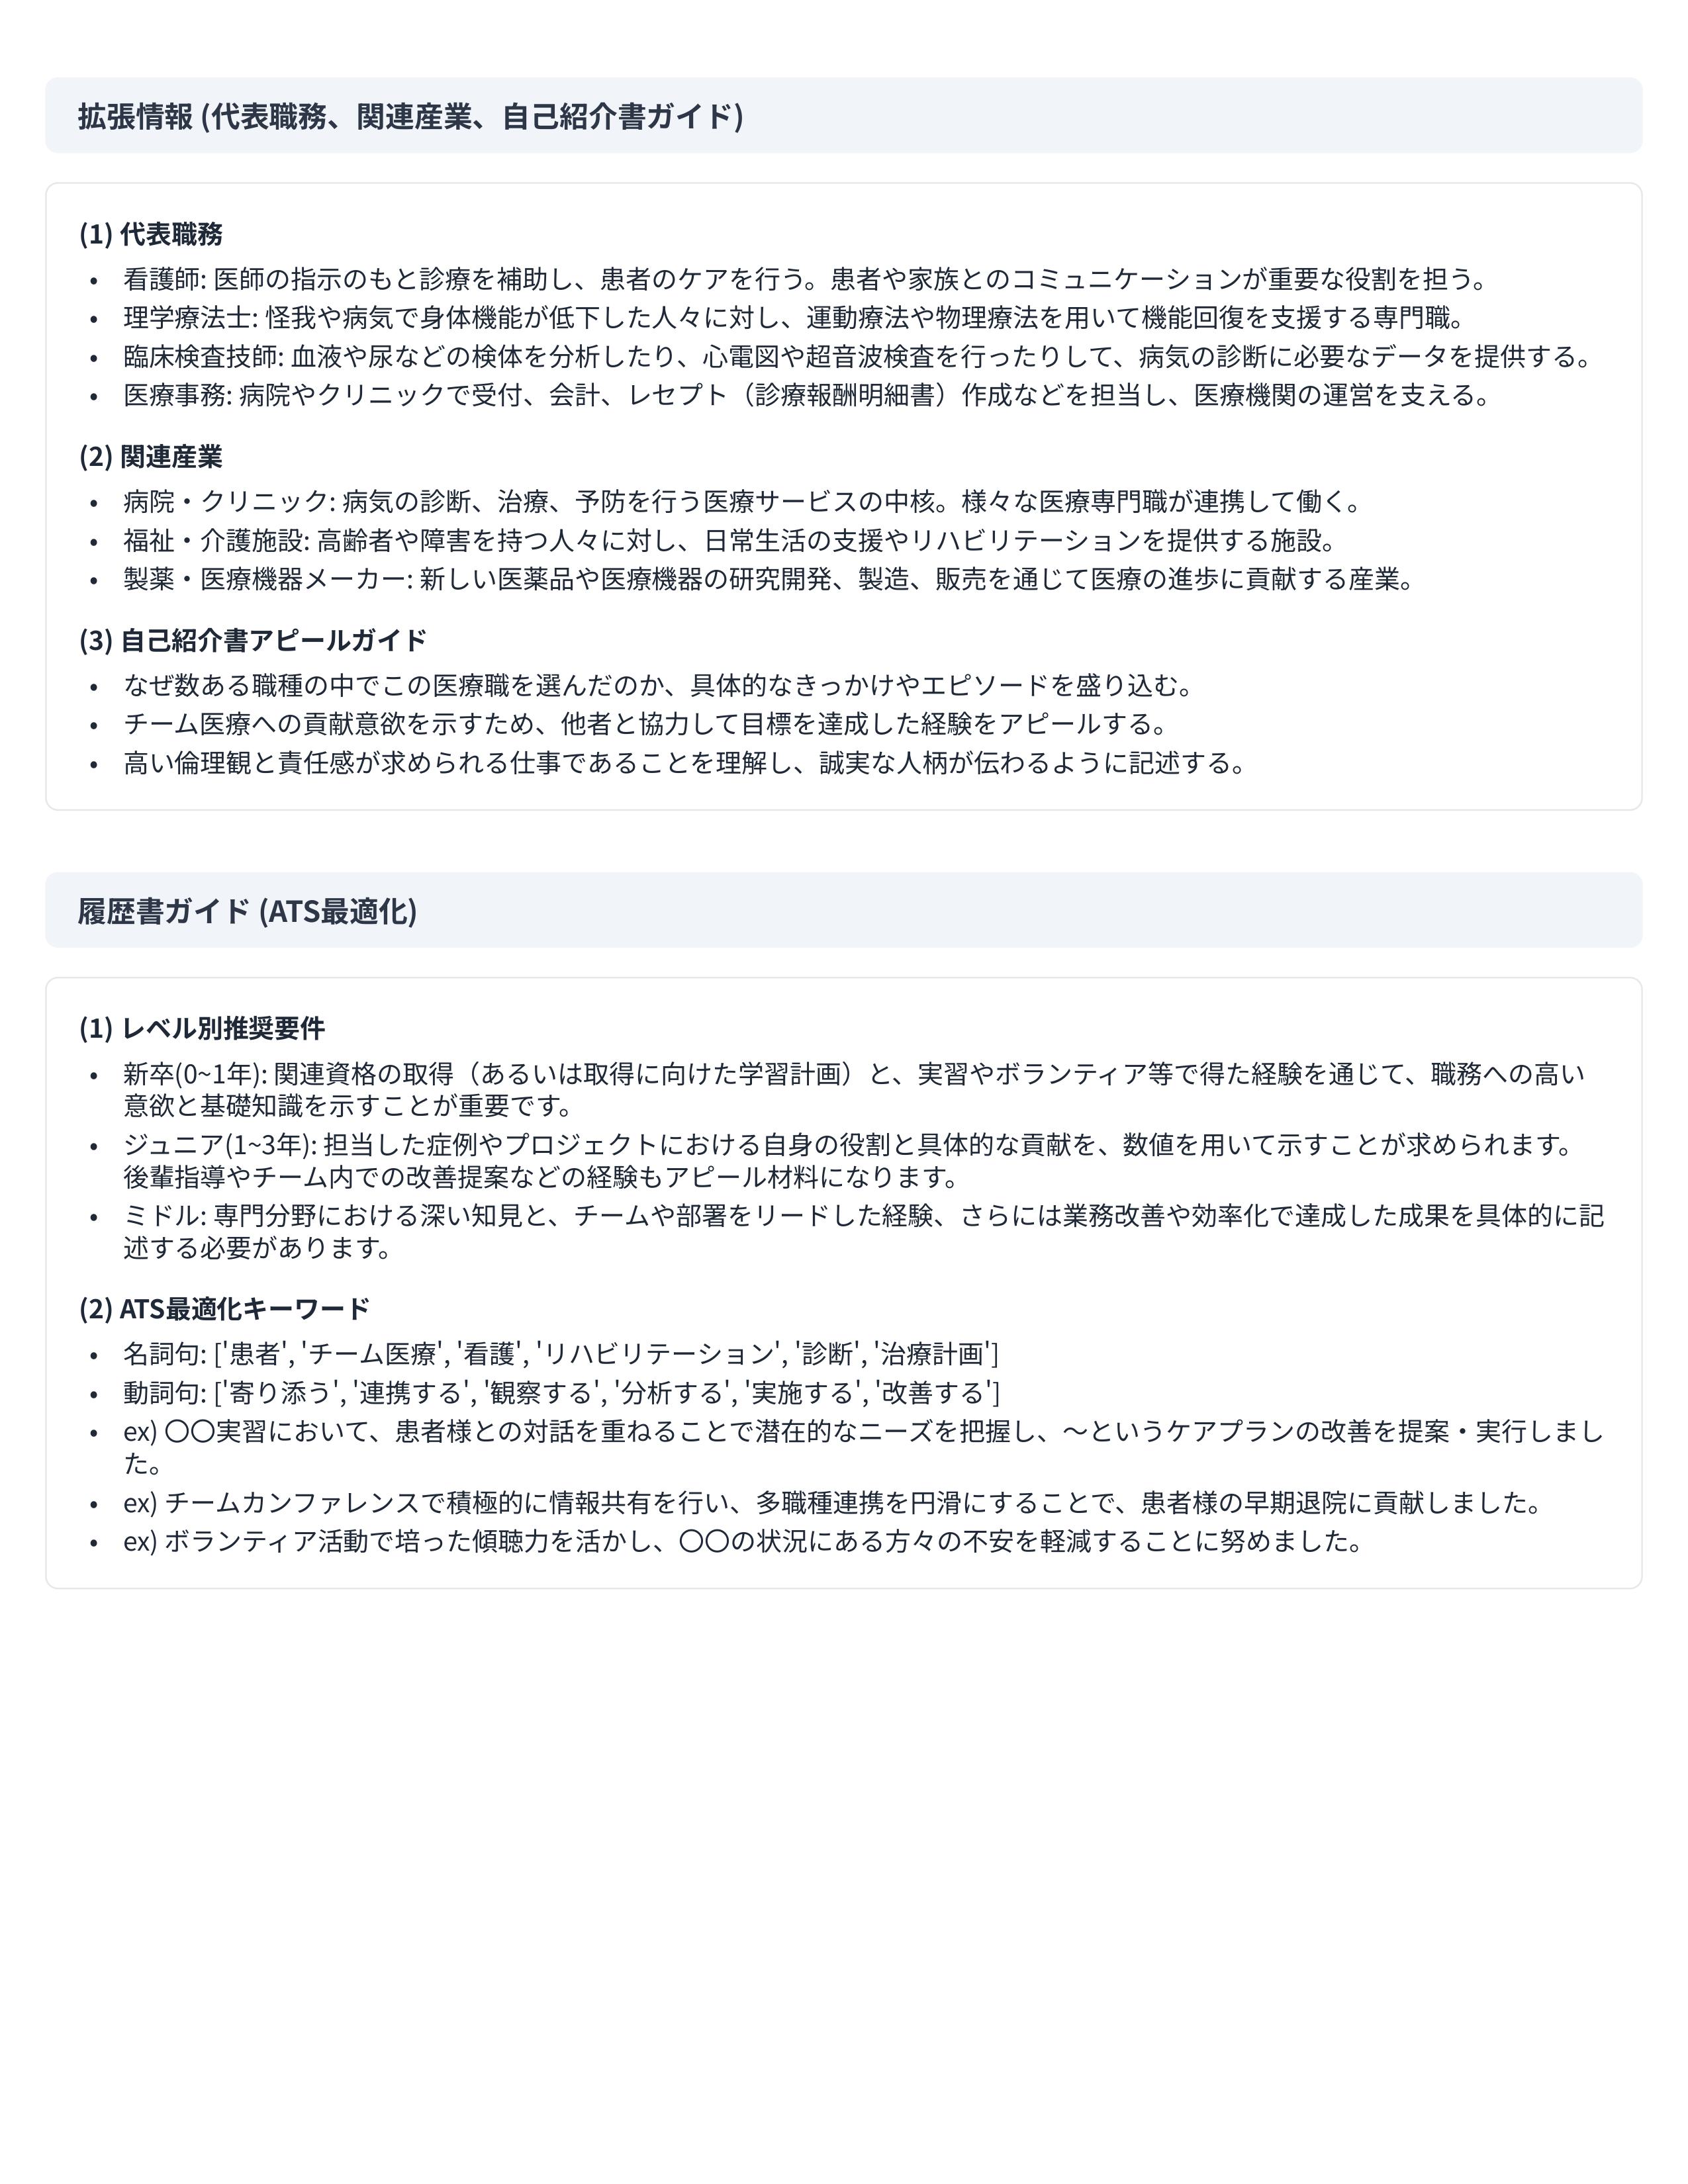 拡張情報 (代表職務、関連産業、自己紹介書ガイド)
(1) 代表職務
• 看護師: 医師の指示のもと診療を補助し、患者のケアを行う。患者や家族とのコミュニケーションが重要な役割を担う。
• 理学療法士: 怪我や病気で身体機能が低下した人々に対し、運動療法や物理療法を用いて機能回復を支援する専門職。
• 臨床検査技師: 血液や尿などの検体を分析したり、心電図や超音波検査を行ったりして、病気の診断に必要なデータを提供する。
• 医療事務: 病院やクリニックで受付、会計、レセプト（診療報酬明細書）作成などを担当し、医療機関の運営を支える。
(2) 関連産業
• 病院・クリニック: 病気の診断、治療、予防を行う医療サービスの中核。様々な医療専門職が連携して働く。
• 福祉・介護施設: 高齢者や障害を持つ人々に対し、日常生活の支援やリハビリテーションを提供する施設。
• 製薬・医療機器メーカー: 新しい医薬品や医療機器の研究開発、製造、販売を通じて医療の進歩に貢献する産業。
(3) 自己紹介書アピールガイド
• なぜ数ある職種の中でこの医療職を選んだのか、具体的なきっかけやエピソードを盛り込む。
• チーム医療への貢献意欲を示すため、他者と協力して目標を達成した経験をアピールする。
• 高い倫理観と責任感が求められる仕事であることを理解し、誠実な人柄が伝わるように記述する。
履歴書ガイド (ATS最適化)
(1) レベル別推奨要件
• 新卒(0~1年): 関連資格の取得（あるいは取得に向けた学習計画）と、実習やボランティア等で得た経験を通じて、職務への高い
意欲と基礎知識を示すことが重要です。
• ジュニア(1~3年): 担当した症例やプロジェクトにおける自身の役割と具体的な貢献を、数値を用いて示すことが求められます。
後輩指導やチーム内での改善提案などの経験もアピール材料になります。
• ミドル: 専門分野における深い知見と、チームや部署をリードした経験、さらには業務改善や効率化で達成した成果を具体的に記
述する必要があります。
(2) ATS最適化キーワード
• 名詞句: ['患者', 'チーム医療', '看護', 'リハビリテーション', '診断', '治療計画']
• 動詞句: ['寄り添う', '連携する', '観察する', '分析する', '実施する', '改善する']
• ex) 〇〇実習において、患者様との対話を重ねることで潜在的なニーズを把握し、～というケアプランの改善を提案・実行しまし
た。
• ex) チームカンファレンスで積極的に情報共有を行い、多職種連携を円滑にすることで、患者様の早期退院に貢献しました。
• ex) ボランティア活動で培った傾聴力を活かし、〇〇の状況にある方々の不安を軽減することに努めました。